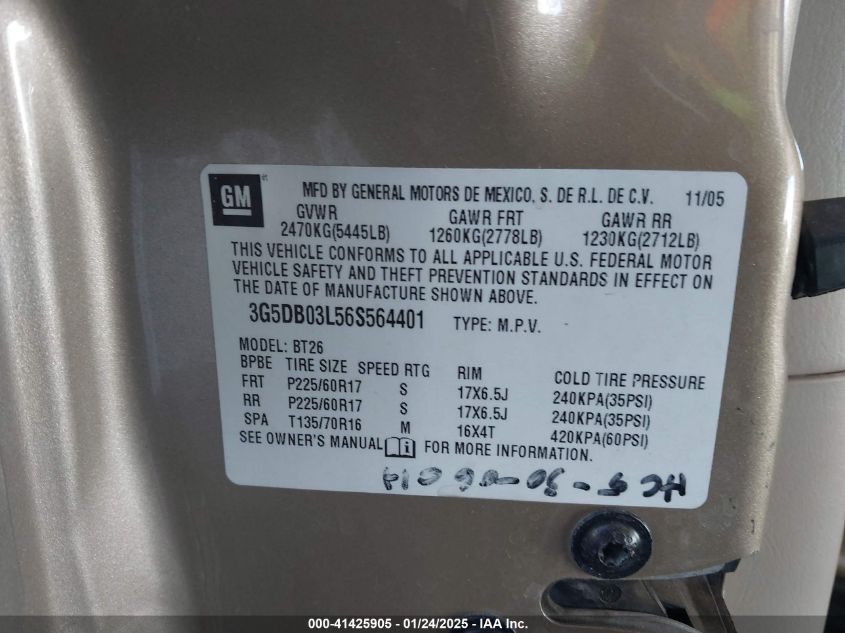 GM MFD BY GENERAL MOTORS DE MEXICO, S. DE R.L. DE C.V. 11/05
GVWR GAWR FRT GAWR RR
2470KG(5445LB) 1260KG(2778LB) 1230KG(2712LB)
THIS VEHICLE CONFORMS TO ALL APPLICABLE U.S. FEDERAL MOTOR
VEHICLE SAFETY AND THEFT PREVENTION STANDARDS IN EFFECT ON
THE DATE OF MANUFACTURE SHOWN ABOVE.
3G5DB03L56S564401 TYPE: M.P.V.
MODEL: BT26
BPBE TIRE SIZE SPEED RTG RIM COLD TIRE PRESSURE
FRT P225/60R17 S 17X6.5J 240KPA(35PSI)
RR P225/60R17 S 17X6.5J 240KPA(35PSI)
SPA T135/70R16 M 16X4T 420KPA(60PSI)
SEE OWNER'S MANUAL FOR MORE INFORMATION.
000-41425905 - 01/24/2025 - IAA Inc.